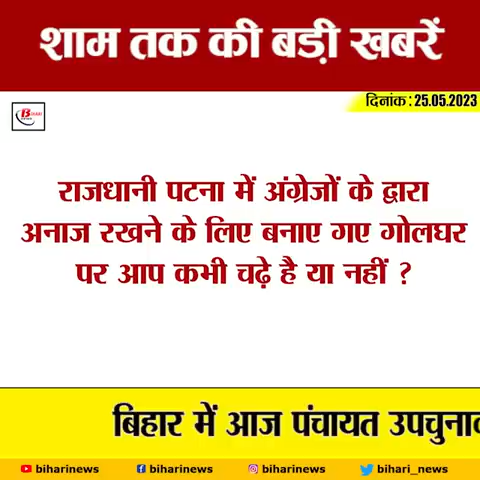 शाम तक की बड़ी खबरें
दिनांक : 25.05.2023
BIHARI
राजधानी पटना में अंग्रेजों के द्वारा
अनाज रखने के लिए बनाए गए गोलघर
पर आप कभी चढ़े है या नहीं ?
बिहार में आज पंचायत उपचुनाव
biharinews biharinews biharinews bihari_news